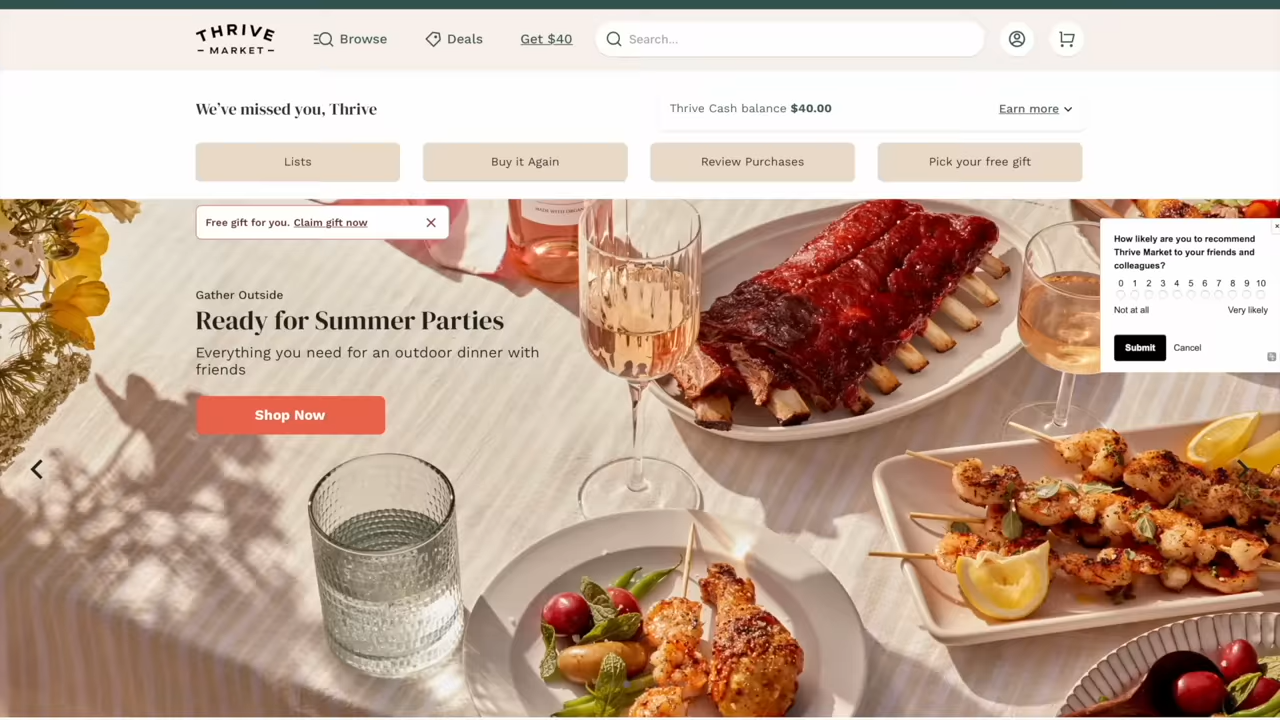 THRIVE
MARKET
Browse
Deals
Get $40
Search...
We've missed you, Thrive
Thrive Cash balance $40.00
Earn more
Lists
Buy it Again
Review Purchases
Pick your free gift
Free gift for you. Claim gift now
Gather Outside
Ready for Summer Parties
Everything you need for an outdoor dinner with
friends
Shop Now
How likely are you to recommend
Thrive Market to your friends and
colleagues?
0 1 2 3 4 5 6 7 8 9 10
Not at all Very likely
Submit Cancel